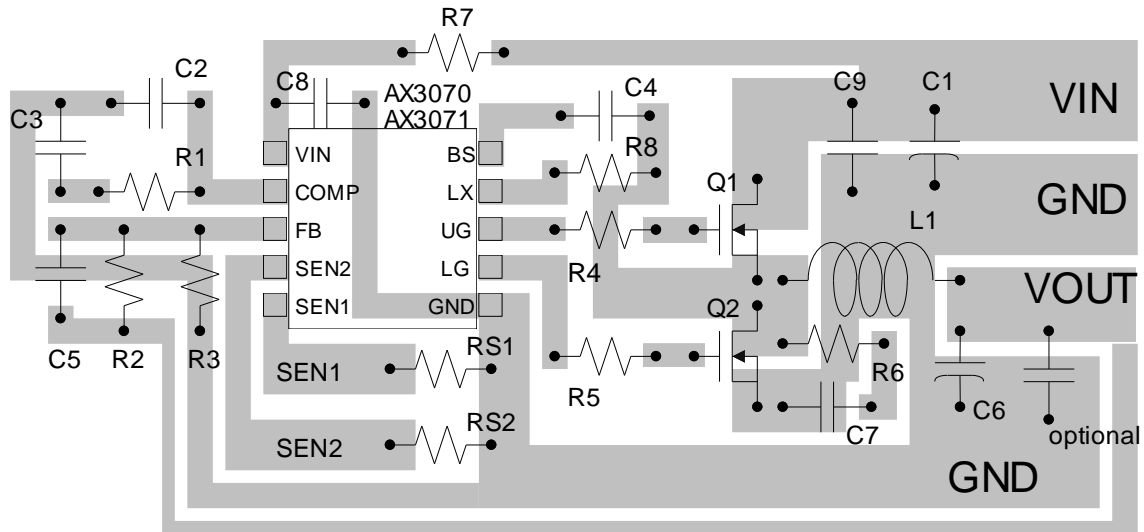 R7
C2
C8
AX3070
AX3071
C4
C9
C1
VIN
C3
R1
VIN
BS
R8
COMP
LX
Q1
GND
FB
UG
L1
SEN2
LG
R4
VOUT
SEN1
GND
Q2
C5
R2
R3
RS1
SEN1
R5
R6
C6
RS2
SEN2
C7
optional
GND